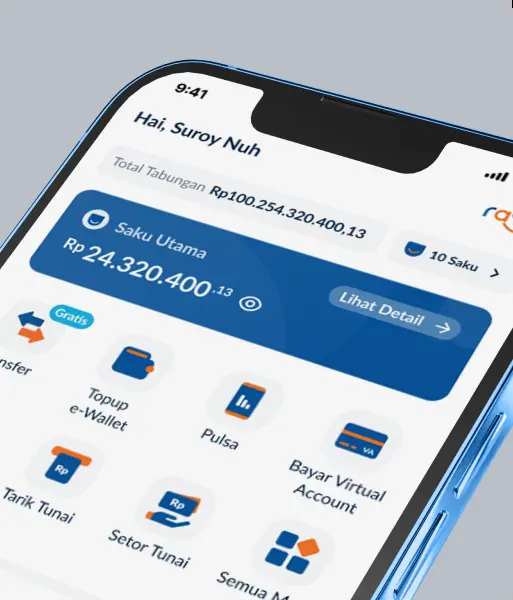 9:41
Hai, Suroy Nuh
Total Tabungan Rp100.254.320.400,13
10 Saku
Saku Utama
Rp 24.320.400,13
Lihat Detail
Gratis
Topup
e-Wallet
Pulsa
VA
Bayar Virtual
Account
Rp
Tarik Tunai
Rp
Setor Tunai
Semua